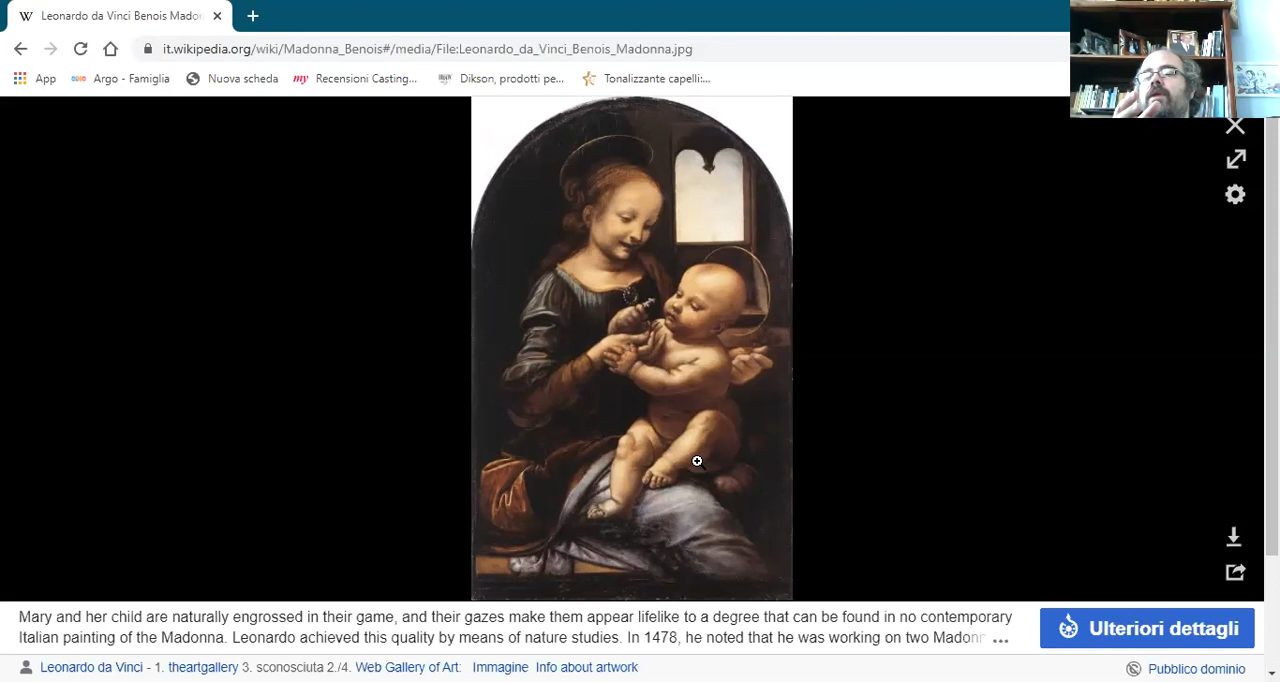 Leonardo da Vinci Benois Madon
it.wikipedia.org/wiki/Madonna_Benois#/media/File:Leonardo_da_Vinci_Benois_Madonna.jpg
App Argo - Famiglia Nuova scheda my Recensioni Casting... Dikson, prodotti pe... Tonalizzante capelli:...
Mary and her child are naturally engrossed in their game, and their gazes make them appear lifelike to a degree that can be found in no contemporary
Italian painting of the Madonna. Leonardo achieved this quality by means of nature studies. In 1478, he noted that he was working on two Madonn ...
Ulteriori dettagli
Leonardo da Vinci - 1. theartgallery 3. sconosciuta 2./4. Web Gallery of Art: Immagine Info about artwork
Pubblico dominio